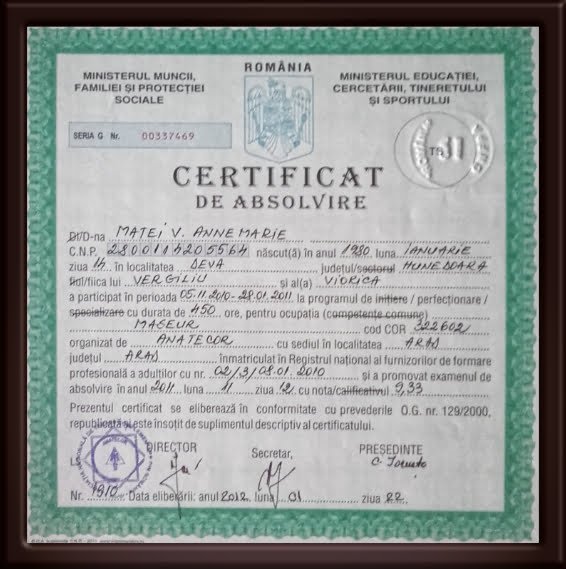 ROMÂNIA
MINISTERUL MUNCII,
FAMILIEI ȘI PROTECȚIEI
SOCIALE
MINISTERUL EDUCAȚIEI,
CERCETĂRII, TINERETULUI
ȘI SPORTULUI
SERIA G Nr. 00337469
CERTIFICAT
DE ABSOLVIRE
Dl/D-na MATEI V. ANNEMARIE
C.N.P. 2800114205564 născut(ă) în anul 1980 luna IANUARIE
ziua 14 în localitatea DEVA județul/sectorul HUNEDOARA
fiul/fiica lui VERGILIU și al(a) VIORICA
a participat în perioada 05.11.2010-28.01.2011 la programul de inițiere / perfecționare /
specializare cu durata de 450 ore, pentru ocupația (competențe comune)
MASEUR cod COR 322602
organizat de ANATECOR cu sediul în localitatea ARAD
județul ARAD înmatriculat în Registrul național al furnizorilor de formare
profesională a adulților cu nr. 02/3/08.01.2010 și a promovat examenul de
absolvire în anul 2011 luna 11 ziua 12 cu nota/calificativul 9,33
Prezentul certificat se eliberează în conformitate cu prevederile O.G. nr. 129/2000,
republicată și este însoțit de suplimentul descriptiv al certificatului.
DIRECTOR
Secretar,
PREȘEDINTE
Nr. 1810 Data eliberării: anul 2012 luna 01 ziua 22